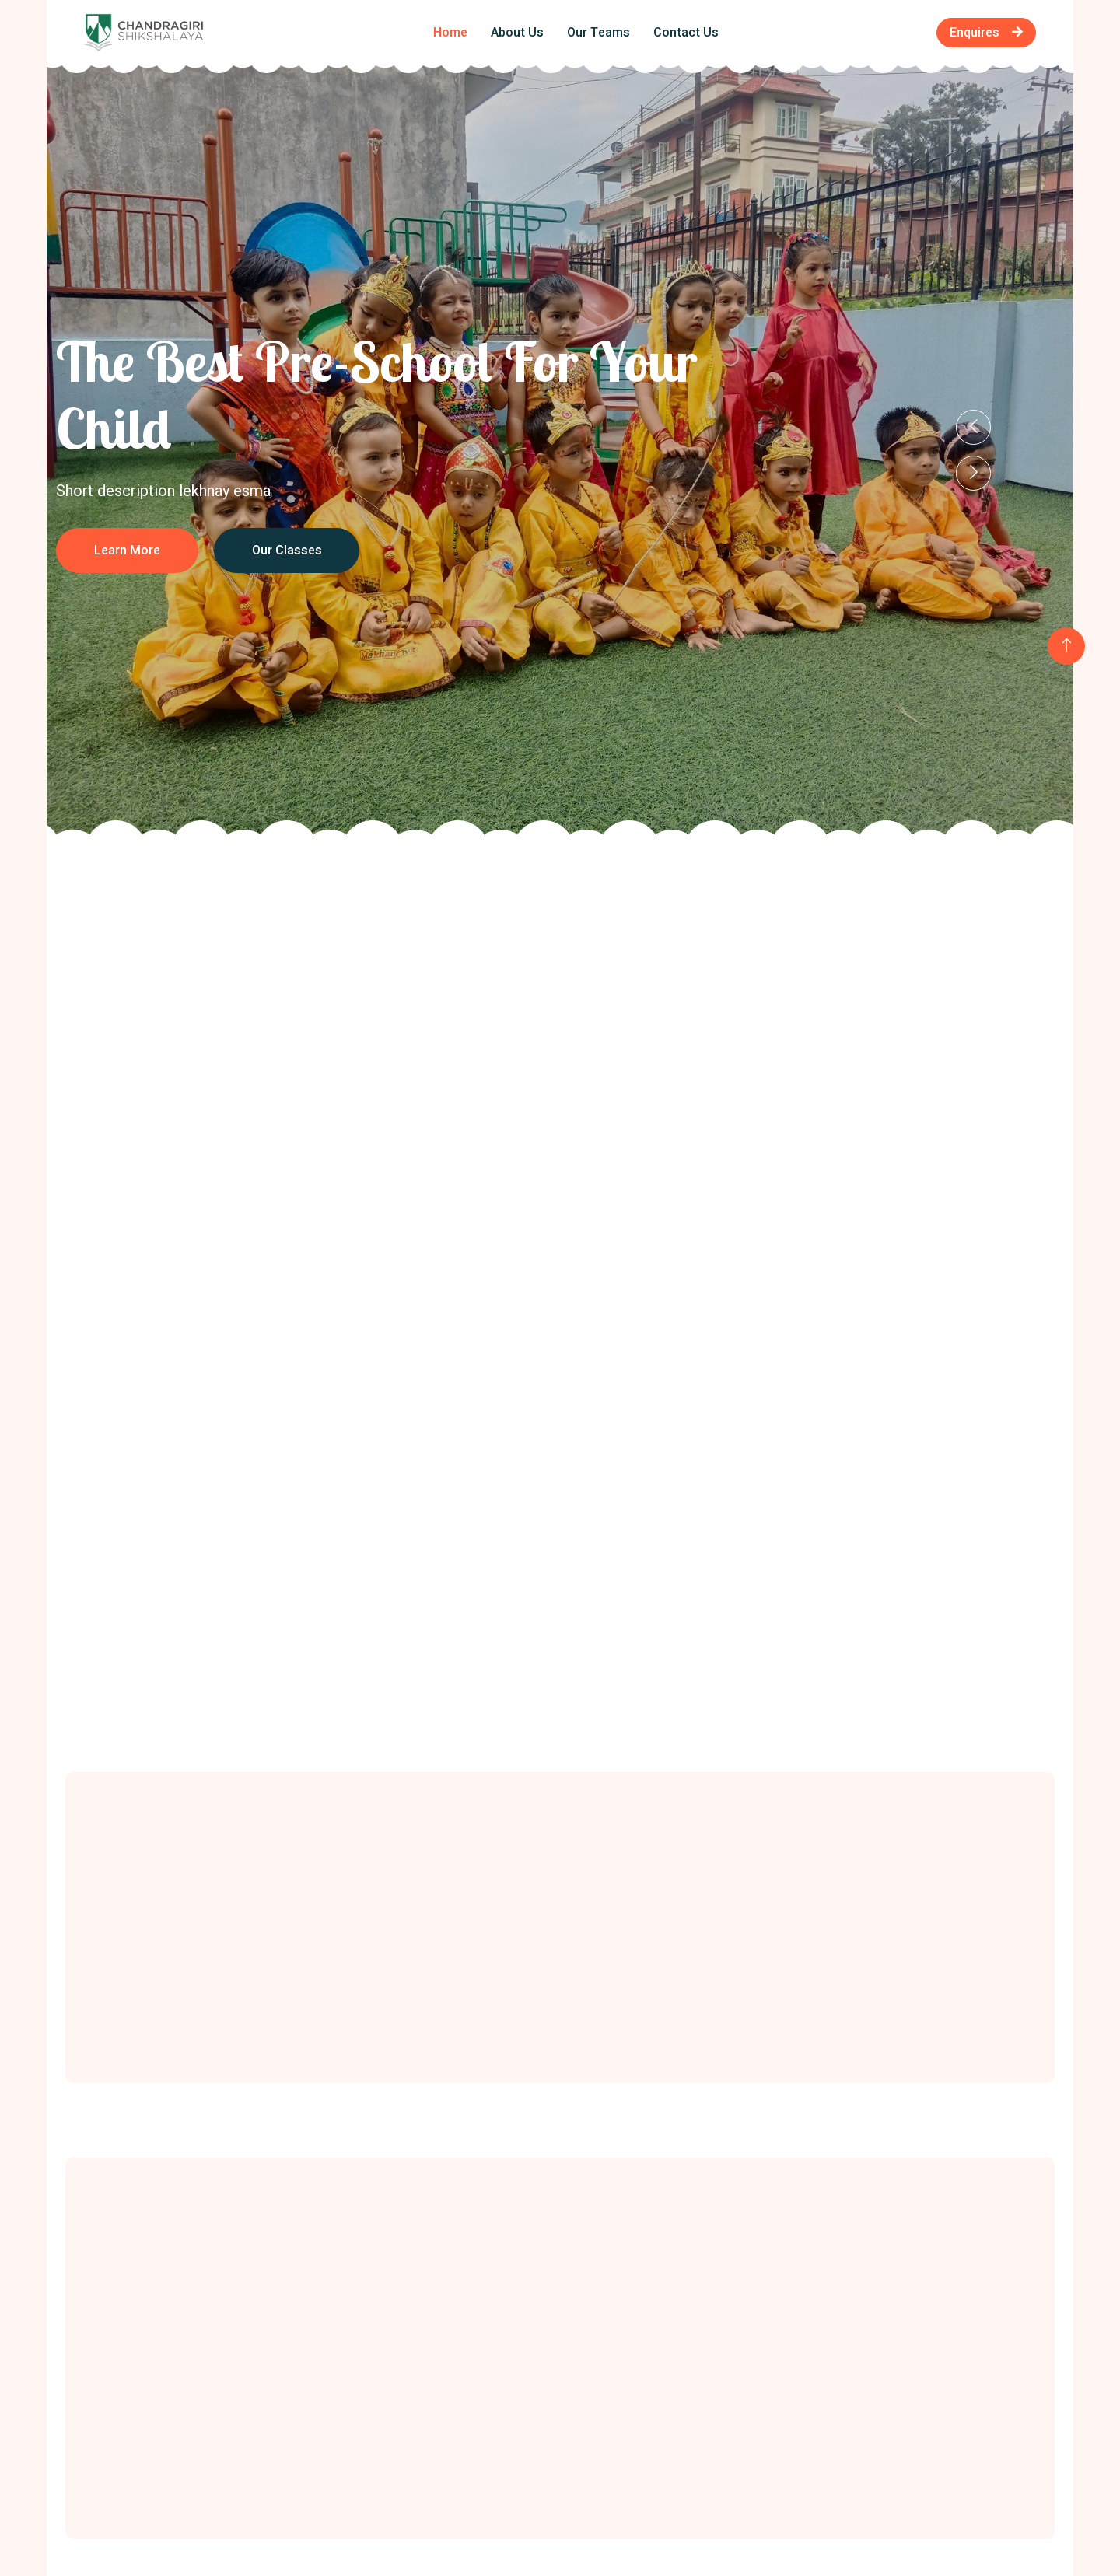 CHANDRAGIRI
SHIKSHALAYA
Home About Us Our Teams Contact Us
Enquires
The Best Pre-School For Your
Child
Short description lekhnay esma
Learn More
Our Classes